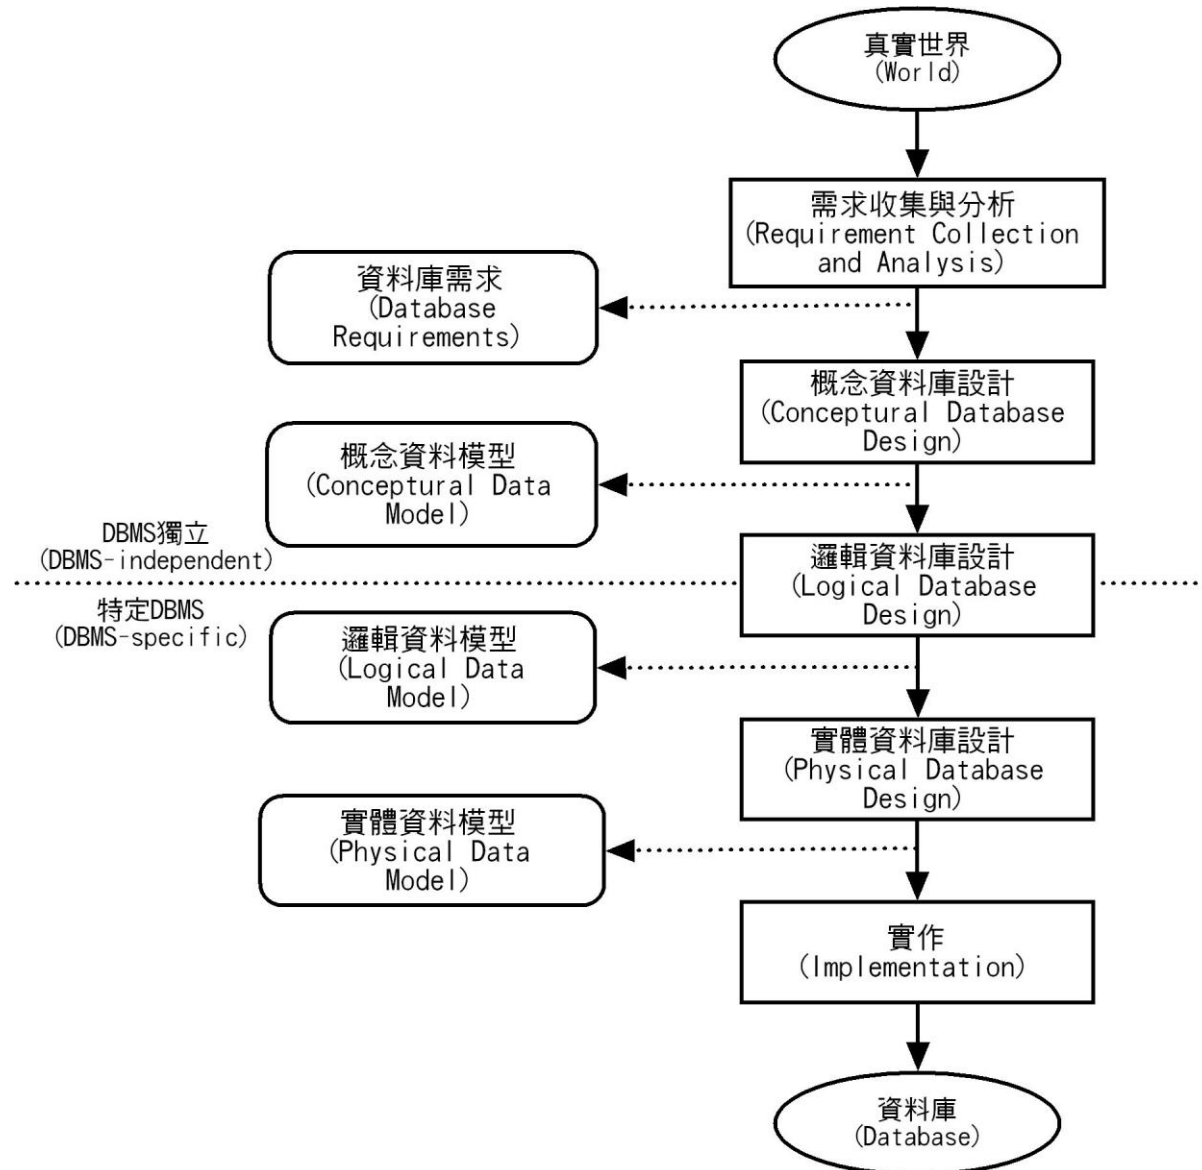 真實世界
(World)
需求收集與分析
(Requirement Collection
and Analysis)
資料庫需求
(Database
Requirements)
概念資料庫設計
(Conceptural Database
Design)
概念資料模型
(Conceptural Data
Model)
DBMS獨立
(DBMS-independent)
邏輯資料庫設計
(Logical Database
Design)
特定DBMS
(DBMS-specific)
邏輯資料模型
(Logical Data
Model)
實體資料庫設計
(Physical Database
Design)
實體資料模型
(Physical Data
Model)
實作
(Implementation)
資料庫
(Database)